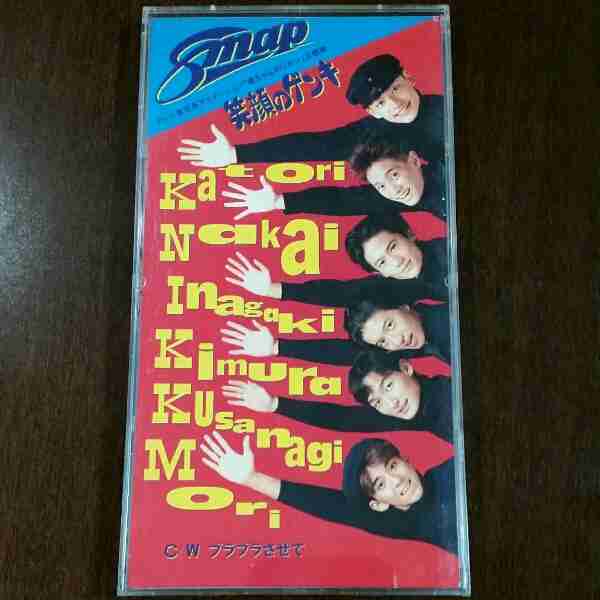 Smap
笑顔のゲンキ
Katori
Nakai
Inagaki
Kimura
Kusanagi
Mori
C W ブラブラさせて